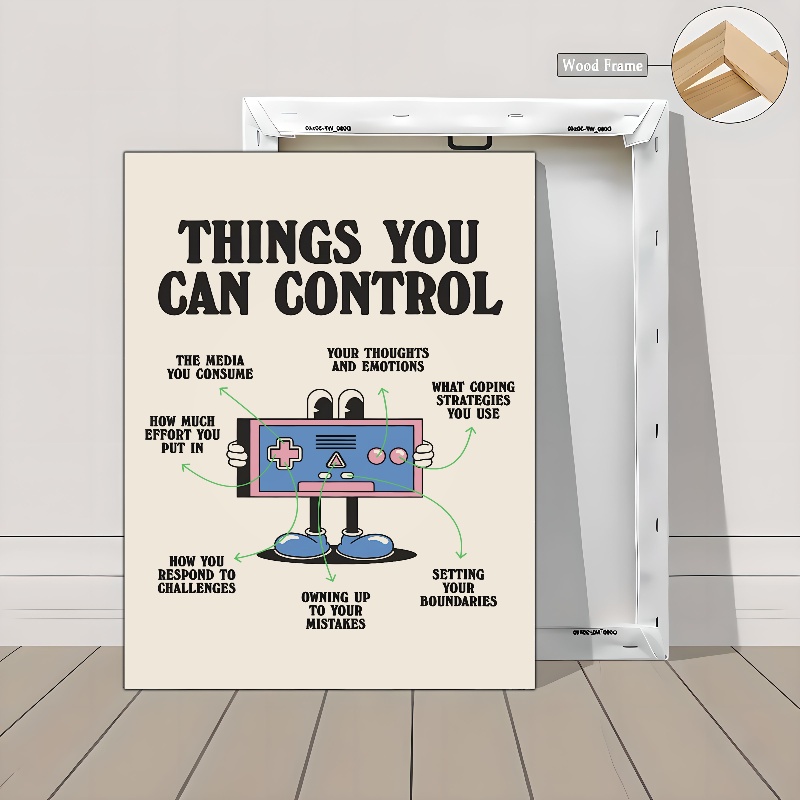 Wood Frame
THINGS YOU
CAN CONTROL
THE MEDIA
YOU CONSUME
YOUR THOUGHTS
AND EMOTIONS
WHAT COPING
STRATEGIES
YOU USE
HOW MUCH
EFFORT YOU
PUT IN
HOW YOU
RESPOND TO
CHALLENGES
OWNING UP
TO YOUR
MISTAKES
SETTING
YOUR
BOUNDARIES